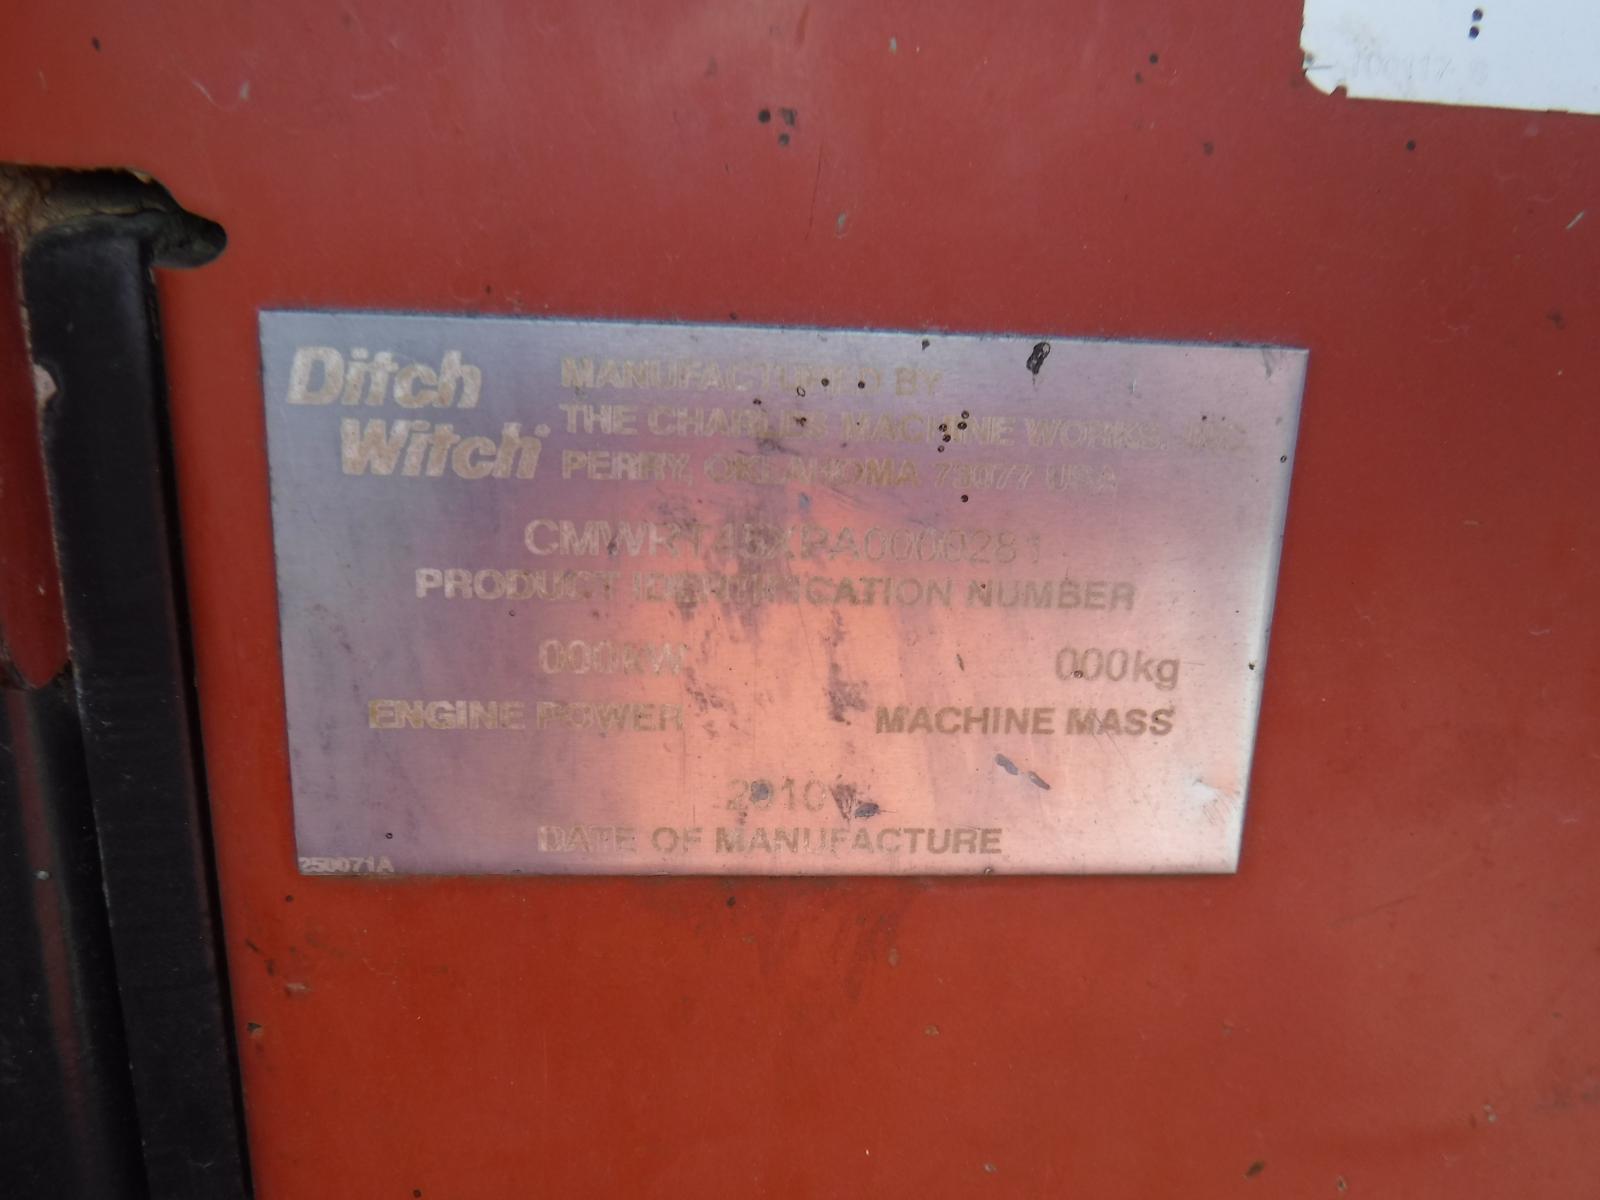 Ditch
Witch
MANUFACTURED BY
THE CHARLES MACHINE WORKS, INC.
PERRY, OKLAHOMA 73077 USA
CMWRT45XPA0000281
PRODUCT IDENTIFICATION NUMBER
000kW
000kg
ENGINE POWER
MACHINE MASS
2010
DATE OF MANUFACTURE
250071A